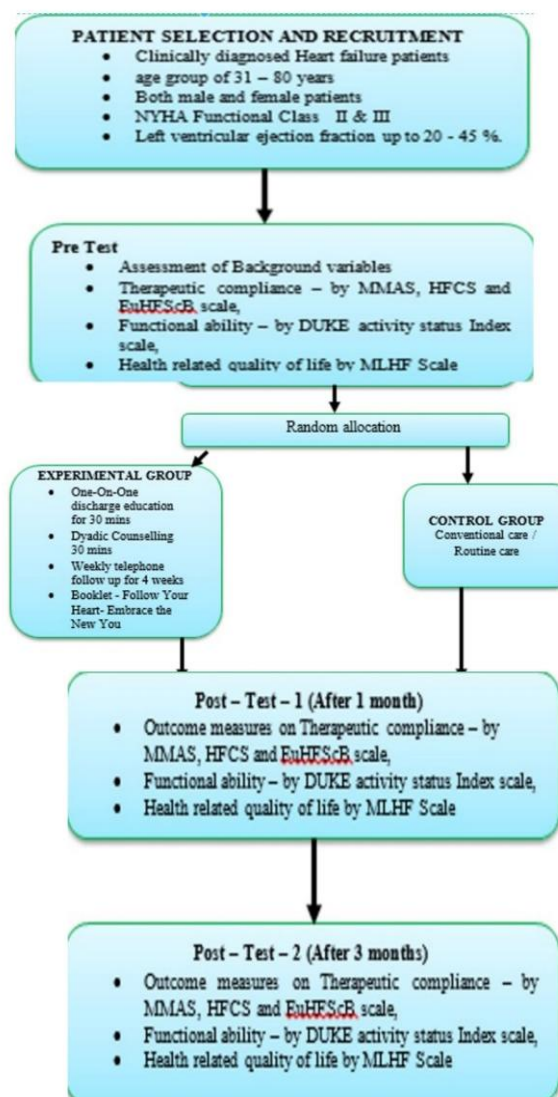 PATIENT SELECTION AND RECRUITMENT
• Clinically diagnosed Heart failure patients
• age group of 31 – 80 years
• Both male and female patients
• NYHA Functional Class II & III
• Left ventricular ejection fraction up to 20 - 45 %.
Pre Test
• Assessment of Background variables
• Therapeutic compliance – by MMAS, HFCS and
EuHFScB scale,
• Functional ability – by DUKE activity status Index
scale,
• Health related quality of life by MLHF Scale
Random allocation
EXPERIMENTAL GROUP
• One-On-One
discharge education
for 30 mins
• Dyadic Counselling
30 mins
• Weekly telephone
follow up for 4 weeks
• Booklet - Follow Your
Heart- Embrace the
New You
CONTROL GROUP
Conventional care /
Routine care
Post – Test – 1 (After 1 month)
• Outcome measures on Therapeutic compliance – by
MMAS, HFCS and EuHFScB scale,
• Functional ability – by DUKE activity status Index scale,
• Health related quality of life by MLHF Scale
Post – Test – 2 (After 3 months)
• Outcome measures on Therapeutic compliance – by
MMAS, HFCS and EuHFScB scale,
• Functional ability – by DUKE activity status Index scale,
• Health related quality of life by MLHF Scale